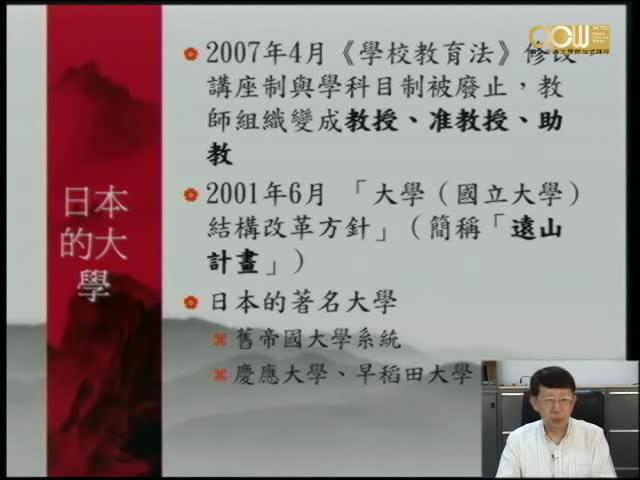 2007年4月《學校教育法》修改
講座制與學科目制被廢止，教
師組織變成教授、准教授、助
教
2001年6月 「大學（國立大學）
結構改革方針」（簡稱「遠山
計畫」）
日本的著名大學
舊帝國大學系統
慶應大學、早稻田大學
日本
的大
學